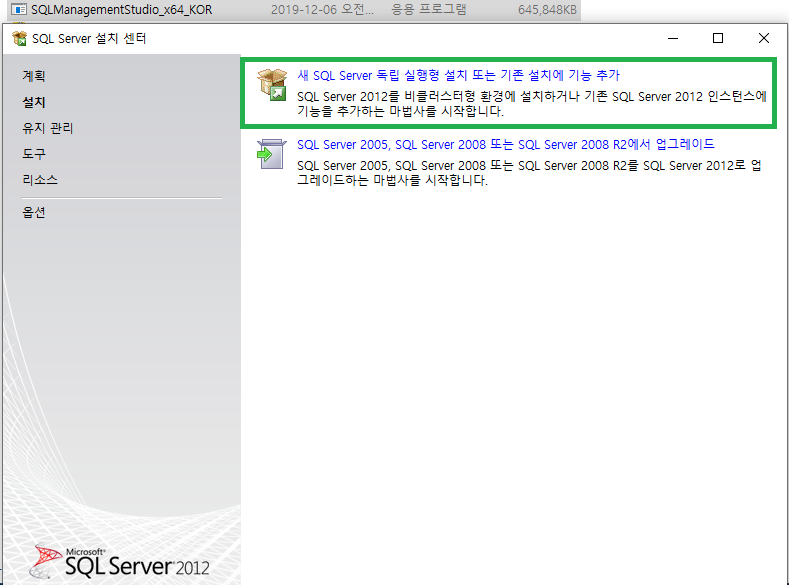 SQLManagementStudio_x64_KOR 2019-12-06 오전... 응용 프로그램 645,848KB
SQL Server 설치 센터
계획
설치
유지 관리
도구
리소스
옵션
새 SQL Server 독립 실행형 설치 또는 기존 설치에 기능 추가
SQL Server 2012를 비클러스터형 환경에 설치하거나 기존 SQL Server 2012 인스턴스에
기능을 추가하는 마법사를 시작합니다.
SQL Server 2005, SQL Server 2008 또는 SQL Server 2008 R2에서 업그레이드
SQL Server 2005, SQL Server 2008 또는 SQL Server 2008 R2를 SQL Server 2012로 업
그레이드하는 마법사를 시작합니다.
Microsoft®
SQL Server 2012